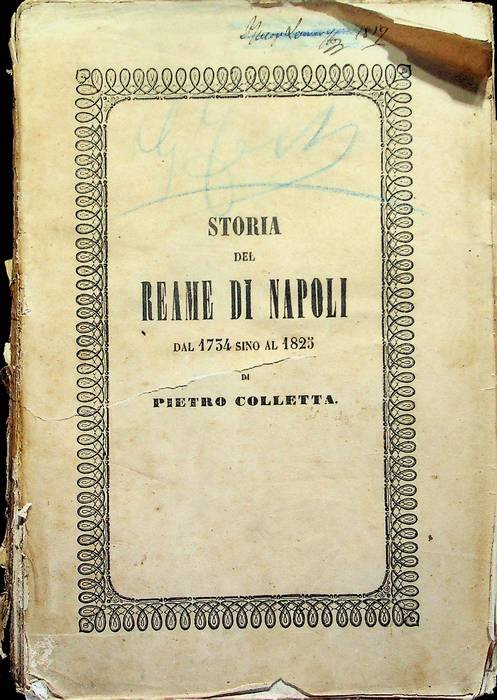 STORIA
DEL
REAME DI NAPOLI
DAL 1734 SINO AL 1825
DI
PIETRO COLLETTA.